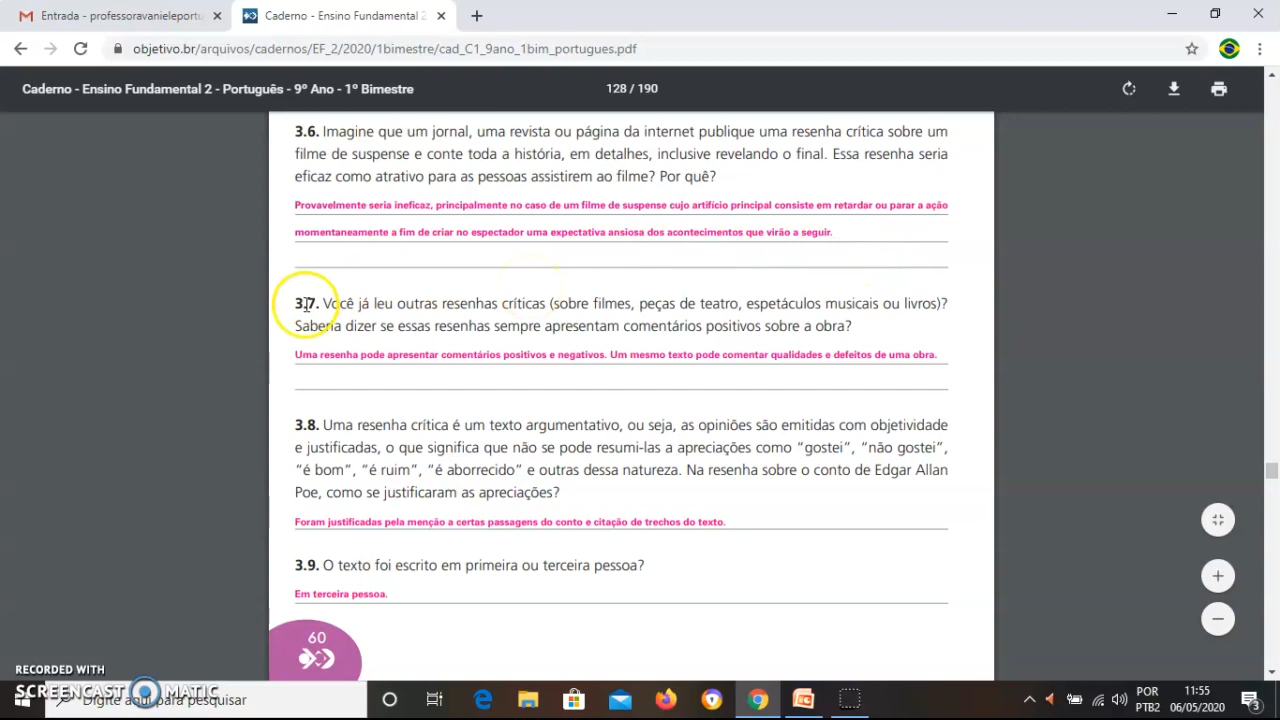 Entrada - professoravanieleportu
Caderno - Ensino Fundamental 2 -
objetivo.br/arquivos/cadernos/EF_2/2020/1bimestre/cad_C1_9ano_1bim_portugues.pdf
Caderno - Ensino Fundamental 2 - Português - 9º Ano - 1º Bimestre
128 / 190
3.6. Imagine que um jornal, uma revista ou página da internet publique uma resenha crítica sobre um
filme de suspense e conte toda a história, em detalhes, inclusive revelando o final. Essa resenha seria
eficaz como atrativo para as pessoas assistirem ao filme? Por quê?
Provavelmente seria ineficaz, principalmente no caso de um filme de suspense cujo artifício principal consiste em retardar ou parar a ação
momentaneamente a fim de criar no espectador uma expectativa ansiosa dos acontecimentos que virão a seguir.
3.7. Você já leu outras resenhas críticas (sobre filmes, peças de teatro, espetáculos musicais ou livros)?
Saberia dizer se essas resenhas sempre apresentam comentários positivos sobre a obra?
Uma resenha pode apresentar comentários positivos e negativos. Um mesmo texto pode comentar qualidades e defeitos de uma obra.
3.8. Uma resenha crítica é um texto argumentativo, ou seja, as opiniões são emitidas com objetividade
e justificadas, o que significa que não se pode resumi-las a apreciações como “gostei”, “não gostei”,
“é bom”, “é ruim”, “é aborrecido” e outras dessa natureza. Na resenha sobre o conto de Edgar Allan
Poe, como se justificaram as apreciações?
Foram justificadas pela menção a certas passagens do conto e citação de trechos do texto.
3.9. O texto foi escrito em primeira ou terceira pessoa?
Em terceira pessoa.
60
RECORDED WITH
SCREENCAST MATIC
Digite aqui para pesquisar
POR
PTB2
11:55
06/05/2020
3